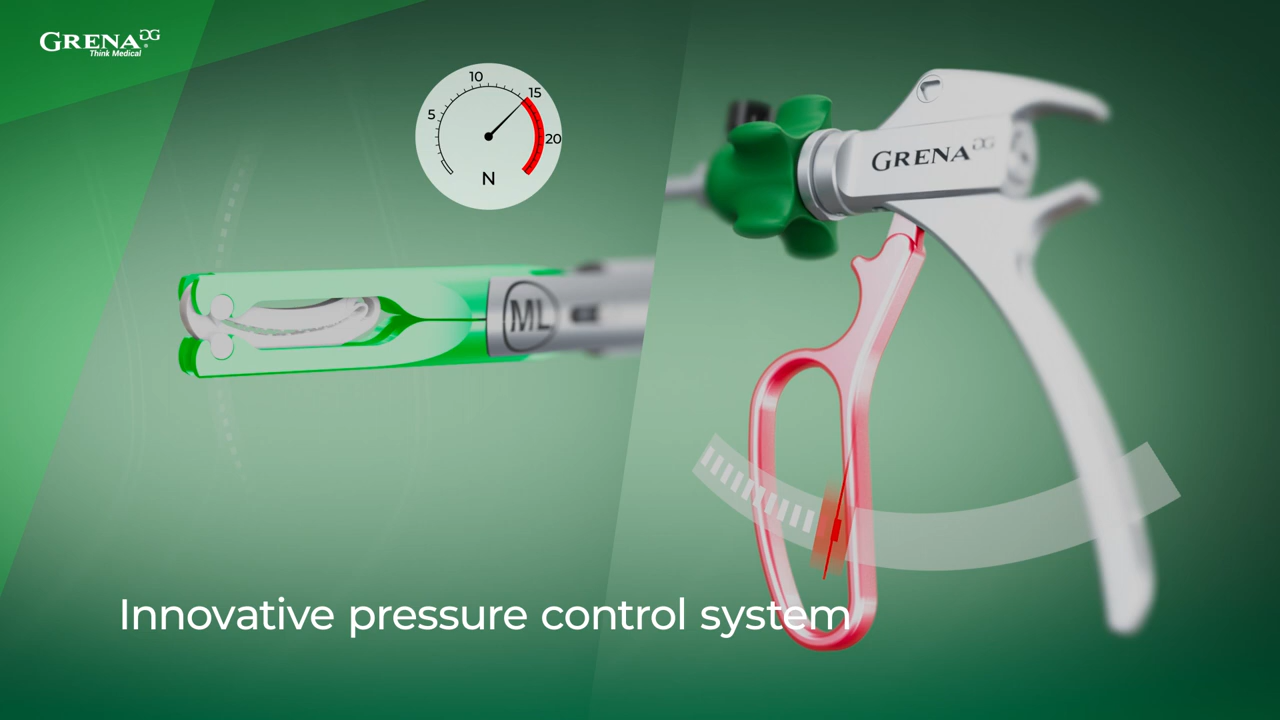 GRENA
Think Medical
5
10
15
20
N
ML
GRENA
Innovative pressure control system